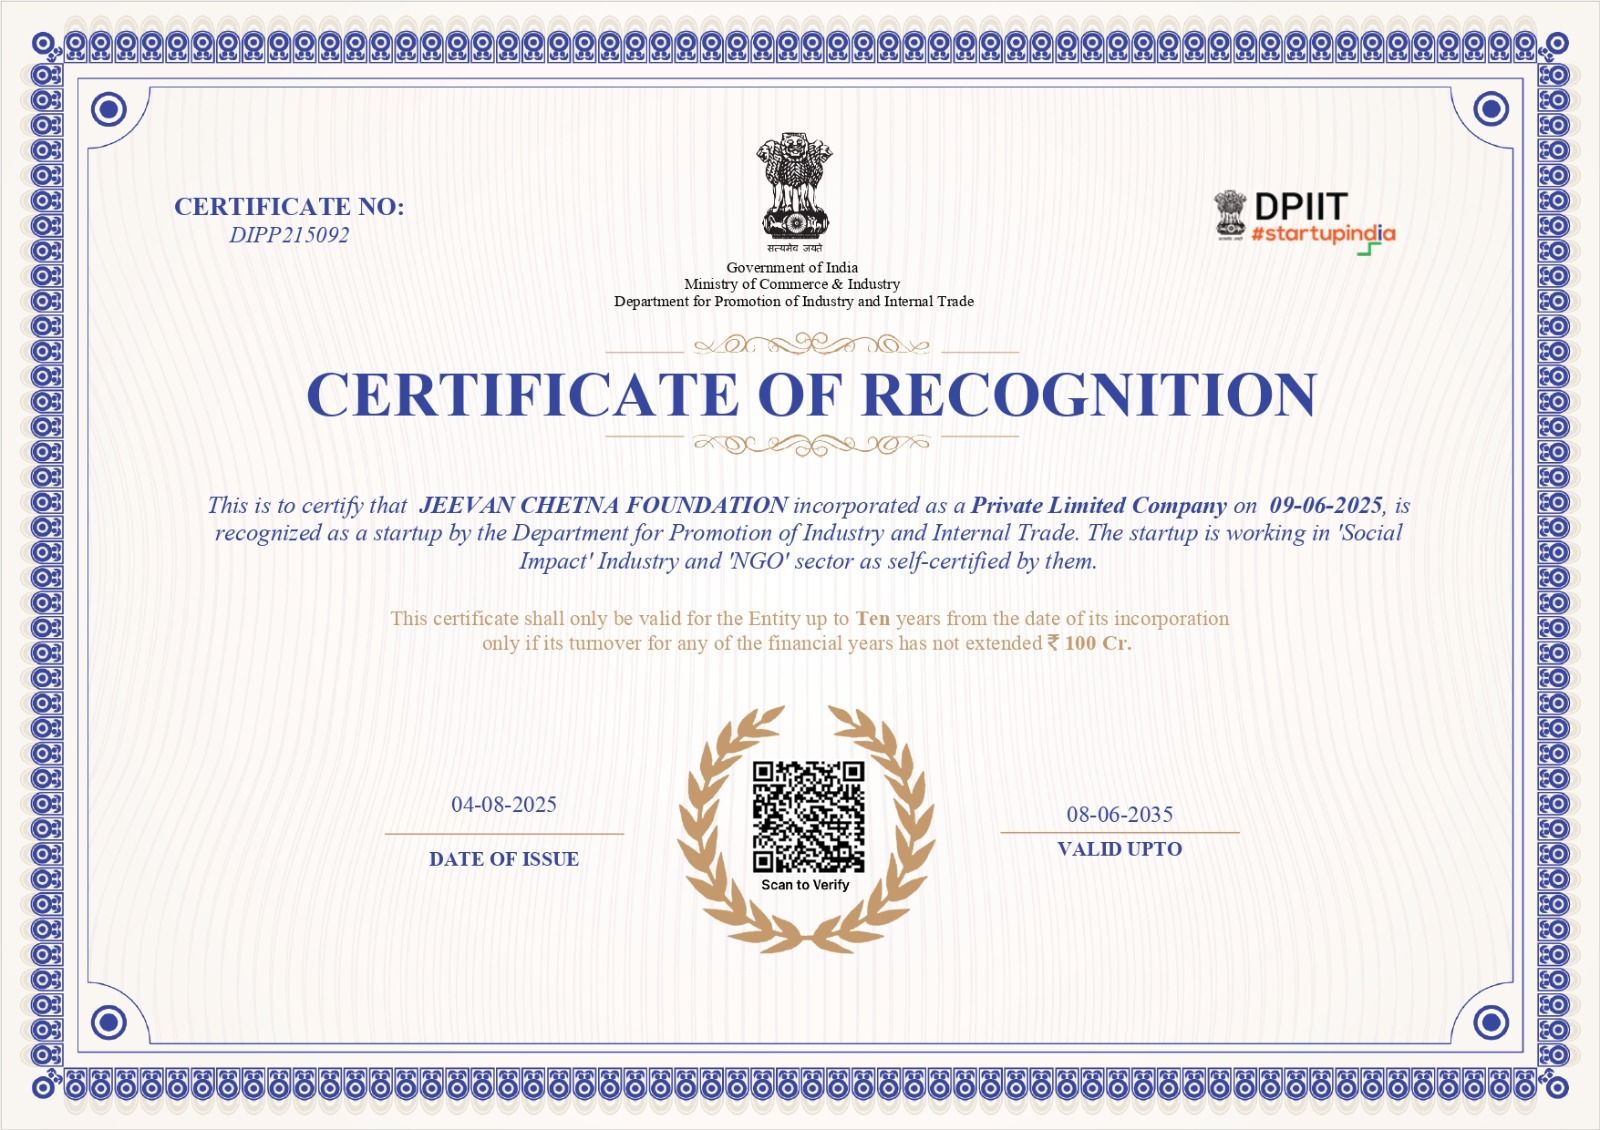 CERTIFICATE NO:
DIPP215092
सत्यमेव जयते
DPIIT
#startupindia
Government of India
Ministry of Commerce & Industry
Department for Promotion of Industry and Internal Trade
CERTIFICATE OF RECOGNITION
This is to certify that JEEVAN CHETNA FOUNDATION incorporated as a Private Limited Company on 09-06-2025, is
recognized as a startup by the Department for Promotion of Industry and Internal Trade. The startup is working in 'Social
Impact' Industry and 'NGO' sector as self-certified by them.
This certificate shall only be valid for the Entity up to Ten years from the date of its incorporation
only if its turnover for any of the financial years has not extended ₹ 100 Cr.
04-08-2025
DATE OF ISSUE
Scan to Verify
08-06-2035
VALID UPTO